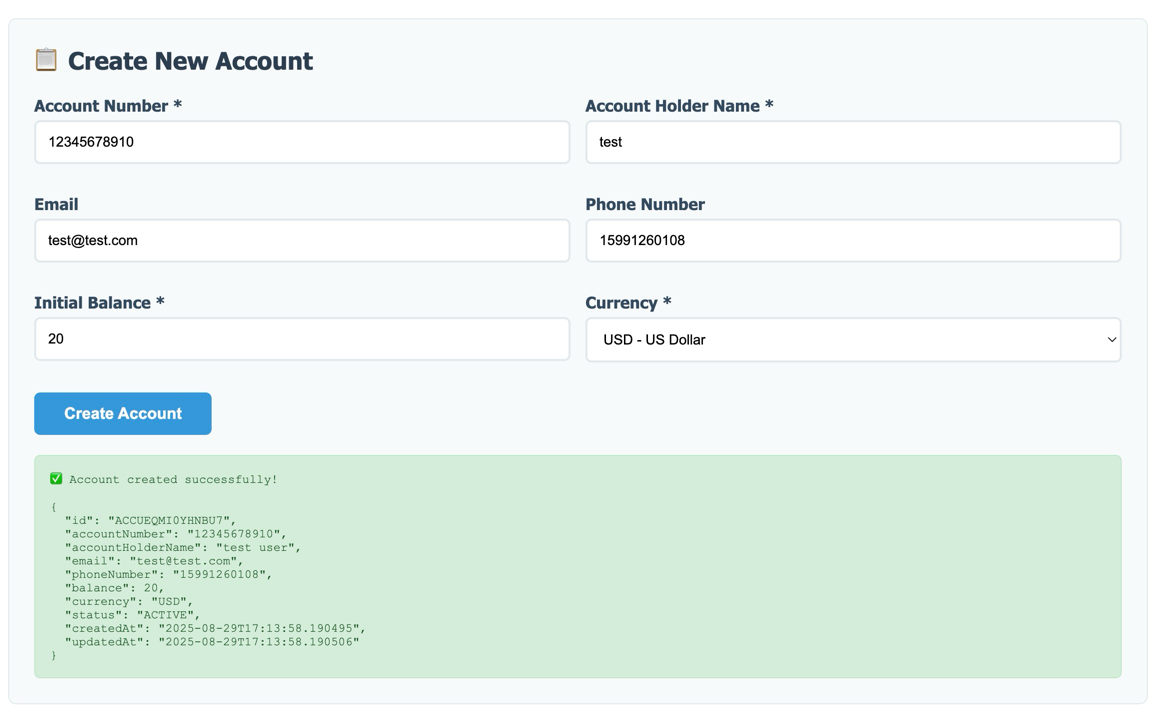 📋 Create New Account
Account Number *
Account Holder Name *
12345678910
test
Email
Phone Number
test@test.com
15991260108
Initial Balance *
Currency *
20
USD - US Dollar
Create Account
✅ Account created successfully!
{
"id": "ACCUEQMI0YHNBU7",
"accountNumber": "12345678910",
"accountHolderName": "test user",
"email": "test@test.com",
"phoneNumber": "15991260108",
"balance": 20,
"currency": "USD",
"status": "ACTIVE",
"createdAt": "2025-08-29T17:13:58.190495",
"updatedAt": "2025-08-29T17:13:58.190506"
}